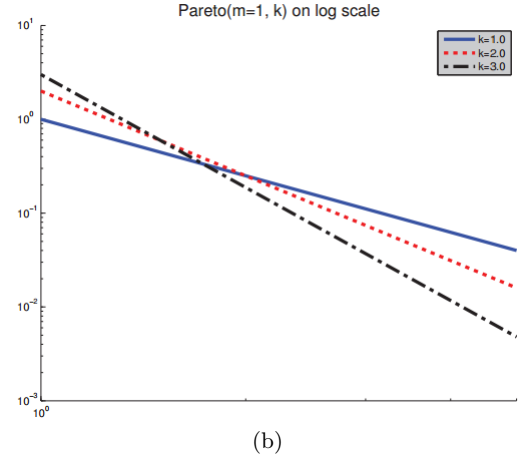 Pareto(m=1, k) on log scale
10¹
k=1.0
k=2.0
k=3.0
10⁰
10⁻¹
10⁻²
10⁻³
10⁰
(b)